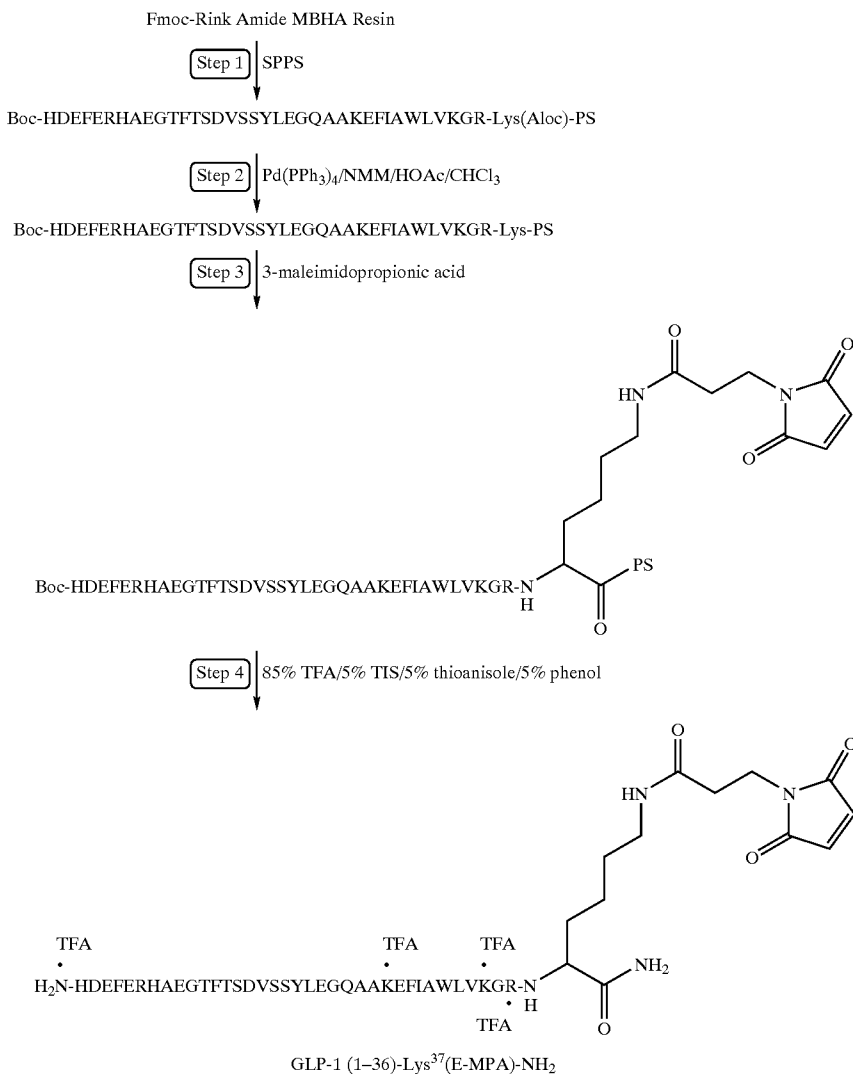 Fmoc-Rink Amide MBHA Resin
Step 1 SPPS
Boc-HDEFERHAEGTFTSDVSSYLEGQAAKEFIAWLVKGR-Lys(Aloc)-PS
Step 2 Pd(PPh3)4/NMM/HOAc/CHCl3
Boc-HDEFERHAEGTFTSDVSSYLEGQAAKEFIAWLVKGR-Lys-PS
Step 3 3-maleimidopropionic acid
O
O
HN
N
O
PS
Boc-HDEFERHAEGTFTSDVSSYLEGQAAKEFIAWLVKGR-N
H
O
Step 4 85% TFA/5% TIS/5% thioanisole/5% phenol
O
O
HN
N
O
TFA TFA TFA
NH2
H2N-HDEFERHAEGTFTSDVSSYLEGQAAKEFIAWLVKGR-N
H
TFA
O
GLP-1 (1–36)-Lys37(E-MPA)-NH2